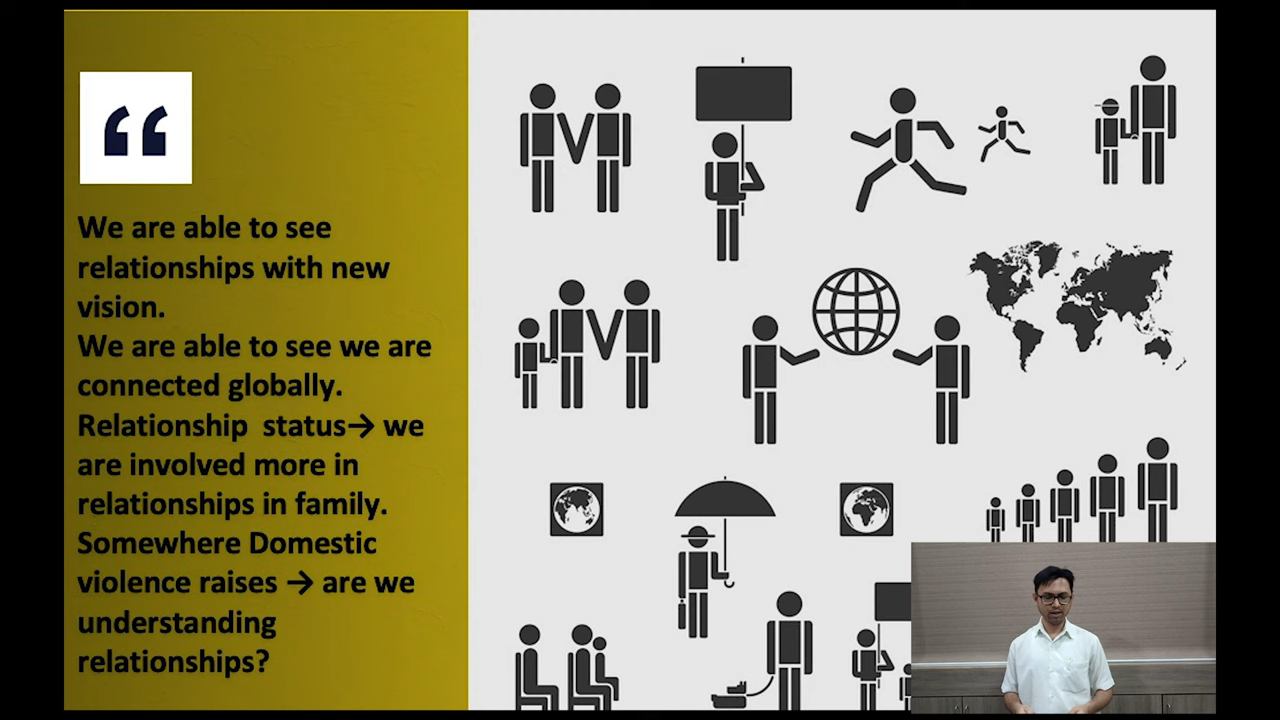 “
We are able to see
relationships with new
vision.
We are able to see we are
connected globally.
Relationship status→ we
are involved more in
relationships in family.
Somewhere Domestic
violence raises → are we
understanding
relationships?